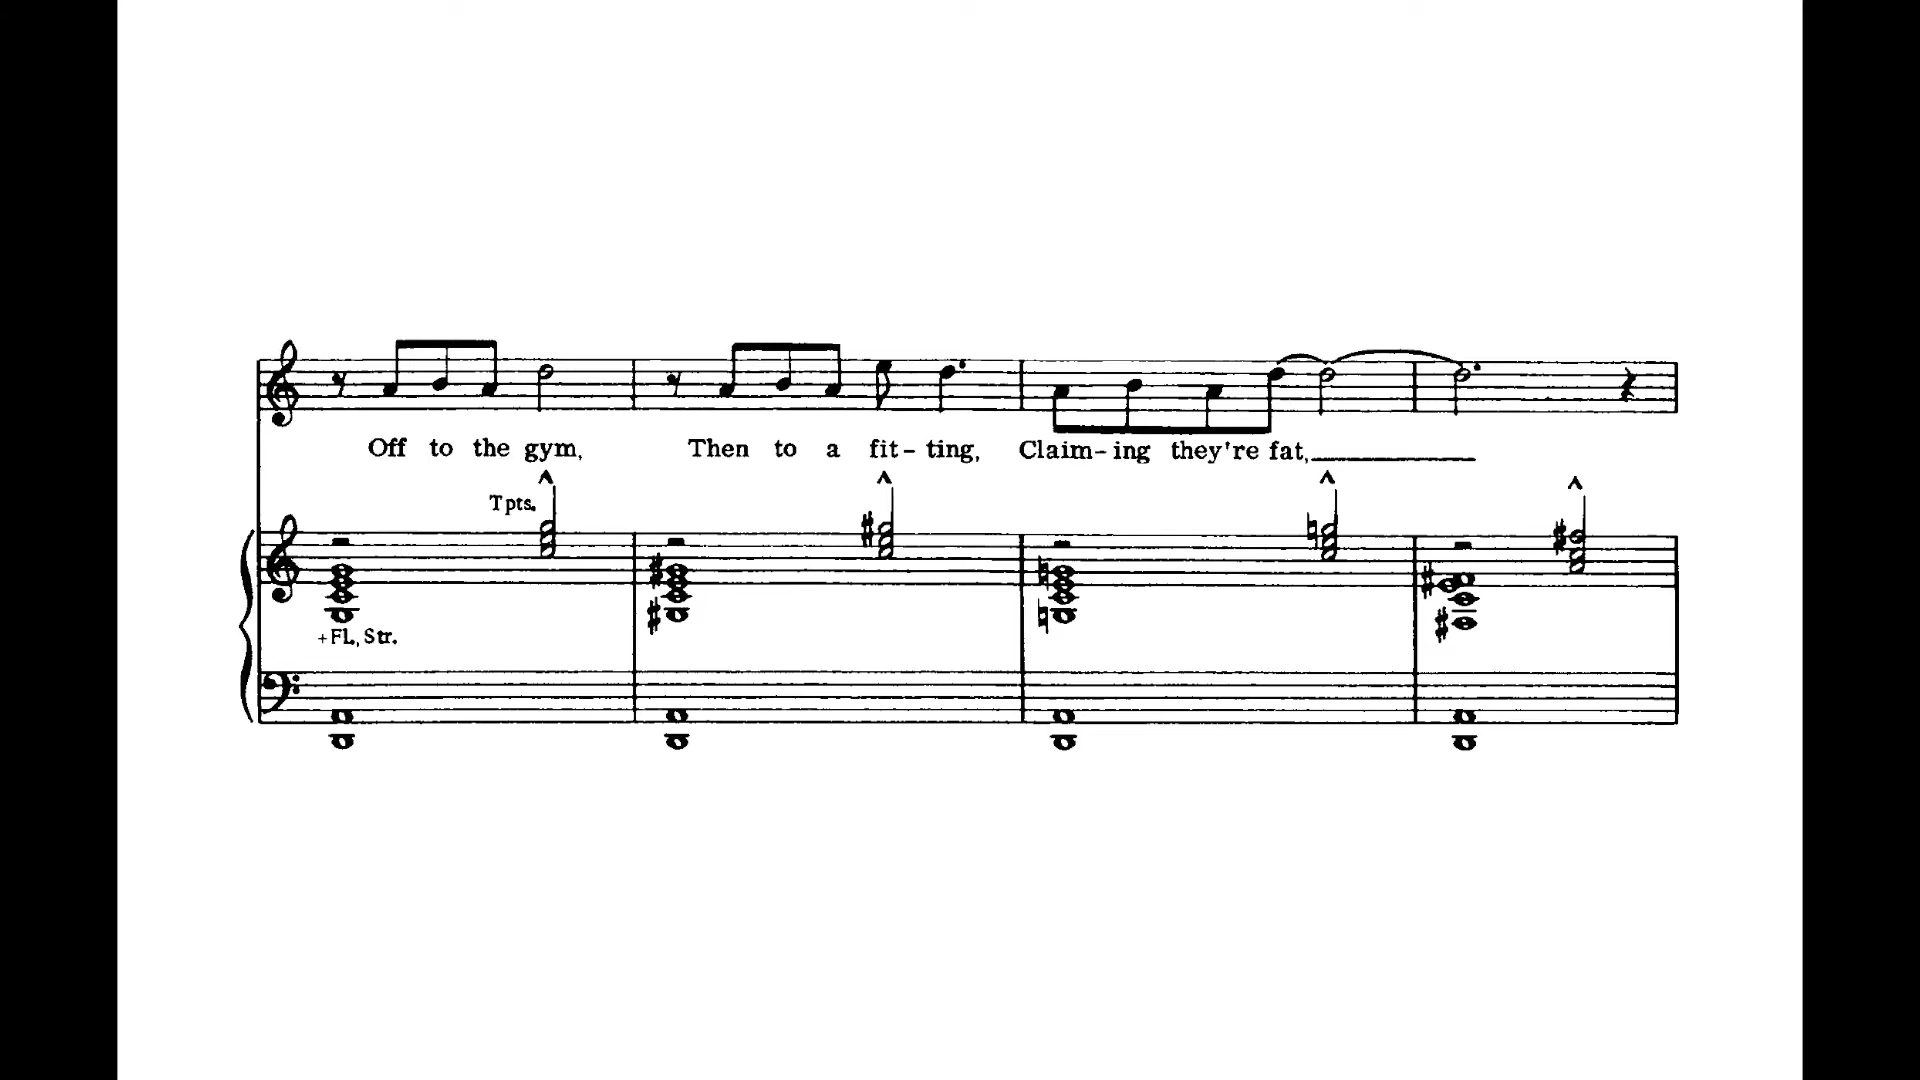 Off to the gym, Then to a fit-ting, Claim-ing they're fat,
Tpts.
+Fl., Str.